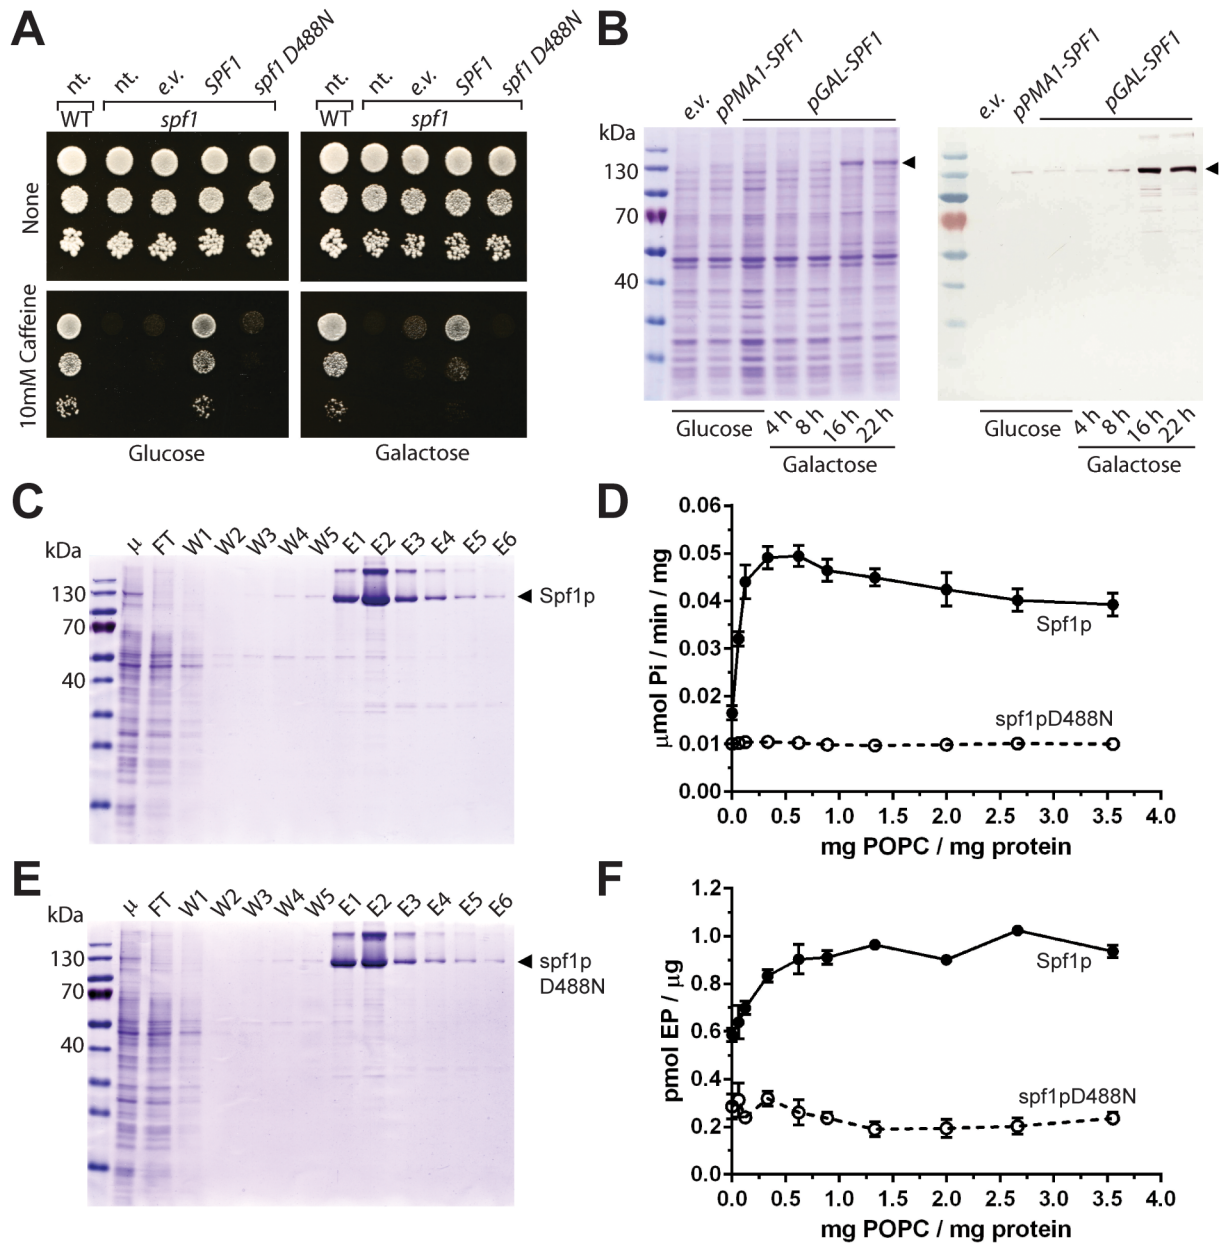 A
nt.
nt.
e.v.
SPF1
spf1 D488N
nt.
nt.
e.v.
SPF1
spf1 D488N
WT
spf1
WT
spf1
None
10mM Caffeine
Glucose
Galactose
B
e.v.
pPMA1-SPF1
pGAL-SPF1
e.v.
pPMA1-SPF1
pGAL-SPF1
kDa
130
70
40
Glucose
4 h
8 h
16 h
22 h
Galactose
Glucose
4 h
8 h
16 h
22 h
Galactose
C
kDa
μ
FT
W1
W2
W3
W4
W5
E1
E2
E3
E4
E5
E6
130
70
40
Spf1p
D
μmol Pi / min / mg
0.06
0.05
0.04
0.03
0.02
0.01
0.00
Spf1p
spf1pD488N
0.0 0.5 1.0 1.5 2.0 2.5 3.0 3.5 4.0
mg POPC / mg protein
E
kDa
μ
FT
W1
W2
W3
W4
W5
E1
E2
E3
E4
E5
E6
130
70
40
spf1p
D488N
F
pmol EP / μg
1.2
1.0
0.8
0.6
0.4
0.2
0.0
Spf1p
spf1pD488N
0.0 0.5 1.0 1.5 2.0 2.5 3.0 3.5 4.0
mg POPC / mg protein